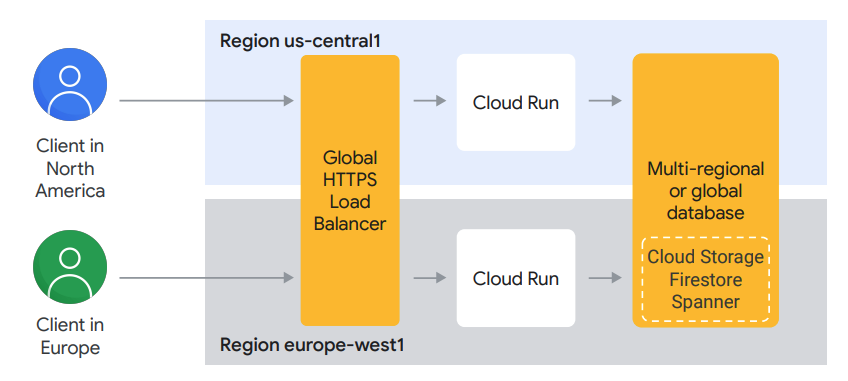 Region us-central1
Client in
North
America
Global
HTTPS
Load
Balancer
Cloud Run
Multi-regional
or global
database
Cloud Storage
Firestore
Spanner
Client in
Europe
Cloud Run
Region europe-west1